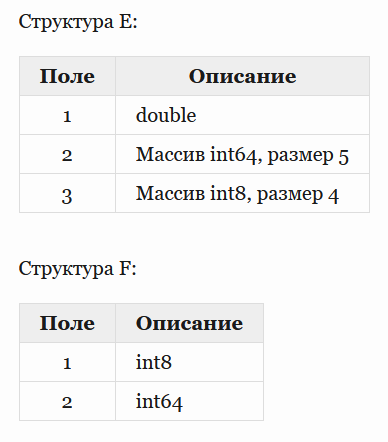 Структура E:
Поле Описание
1 double
2 Массив int64, размер 5
3 Массив int8, размер 4
Структура F:
Поле Описание
1 int8
2 int64